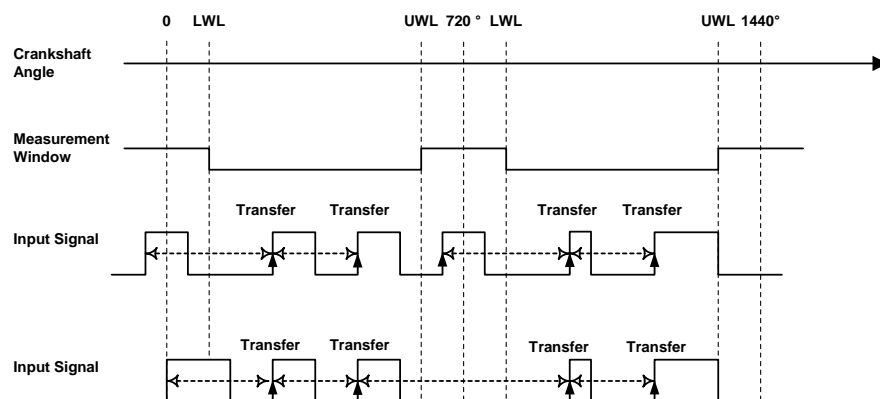 0 LWL UWL 720 ° LWL UWL 1440°
Crankshaft
Angle
Measurement
Window
Transfer Transfer Transfer Transfer
Input Signal
Transfer Transfer Transfer Transfer
Input Signal